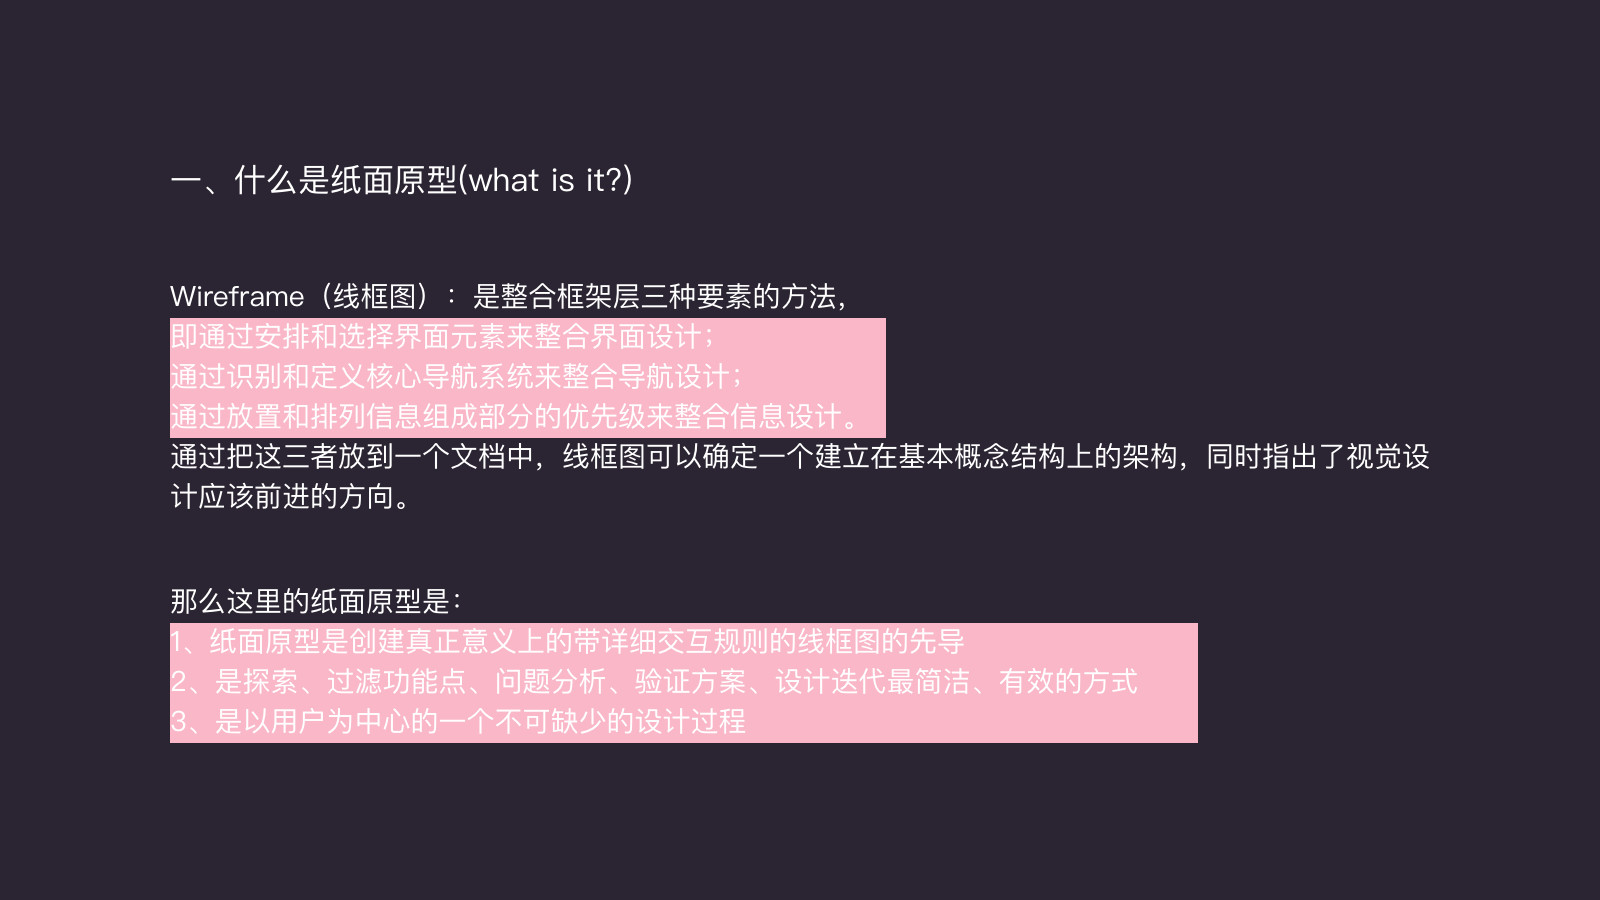 一、什么是纸面原型(what is it?)
Wireframe（线框图）：是整合框架层三种要素的方法，
即通过安排和选择界面元素来整合界面设计；
通过识别和定义核心导航系统来整合导航设计；
通过放置和排列信息组成部分的优先级来整合信息设计。
通过把这三者放到一个文档中，线框图可以确定一个建立在基本概念结构上的架构，同时指出了视觉设
计应该前进的方向。
那么这里的纸面原型是：
1、纸面原型是创建真正意义上的带详细交互规则的线框图的先导
2、是探索、过滤功能点、问题分析、验证方案、设计迭代最简洁、有效的方式
3、是以用户为中心的一个不可缺少的设计过程